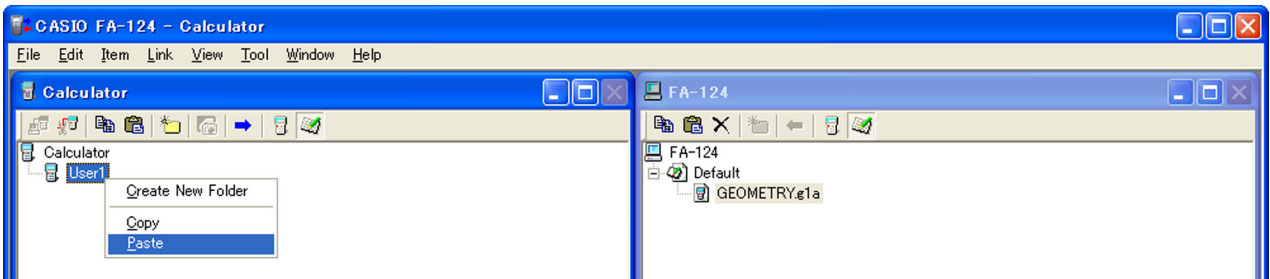 CASIO FA-124 - Calculator
File Edit Item Link View Tool Window Help
Calculator
Calculator
User1
Create New Folder
Copy
Paste
FA-124
FA-124
Default
GEOMETRY.g1a